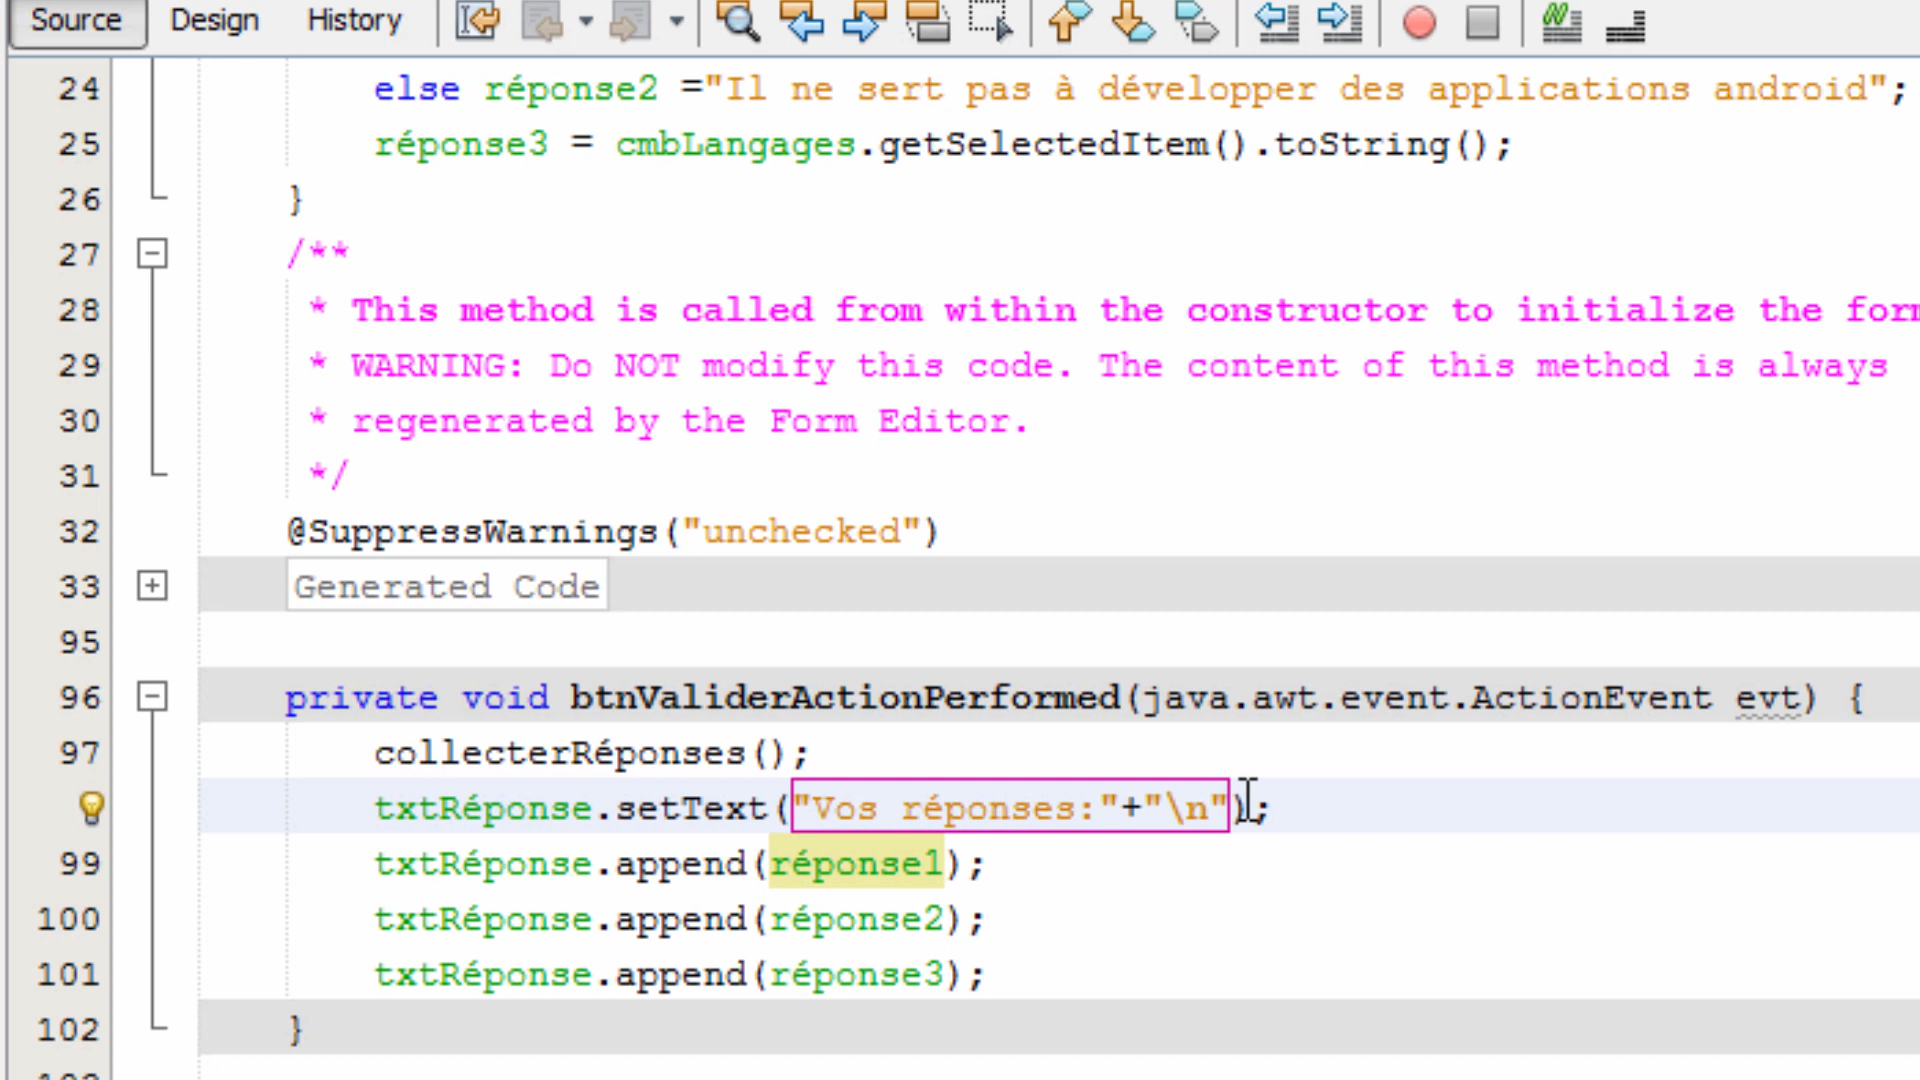 Source Design History
24 else réponse2 ="Il ne sert pas à développer des applications android";
25 réponse3 = cmbLangages.getSelectedItem().toString();
26 }
27 /**
28 * This method is called from within the constructor to initialize the
29 * WARNING: Do NOT modify this code. The content of this method is always
30 * regenerated by the Form Editor.
31 */
32 @SuppressWarnings("unchecked")
33 Generated Code
95
96 private void btnValiderActionPerformed(java.awt.event.ActionEvent evt) {
97 collecterRéponses();
txtRéponse.setText("Vos réponses:"+"\n");
99 txtRéponse.append(réponse1);
100 txtRéponse.append(réponse2);
101 txtRéponse.append(réponse3);
102 }